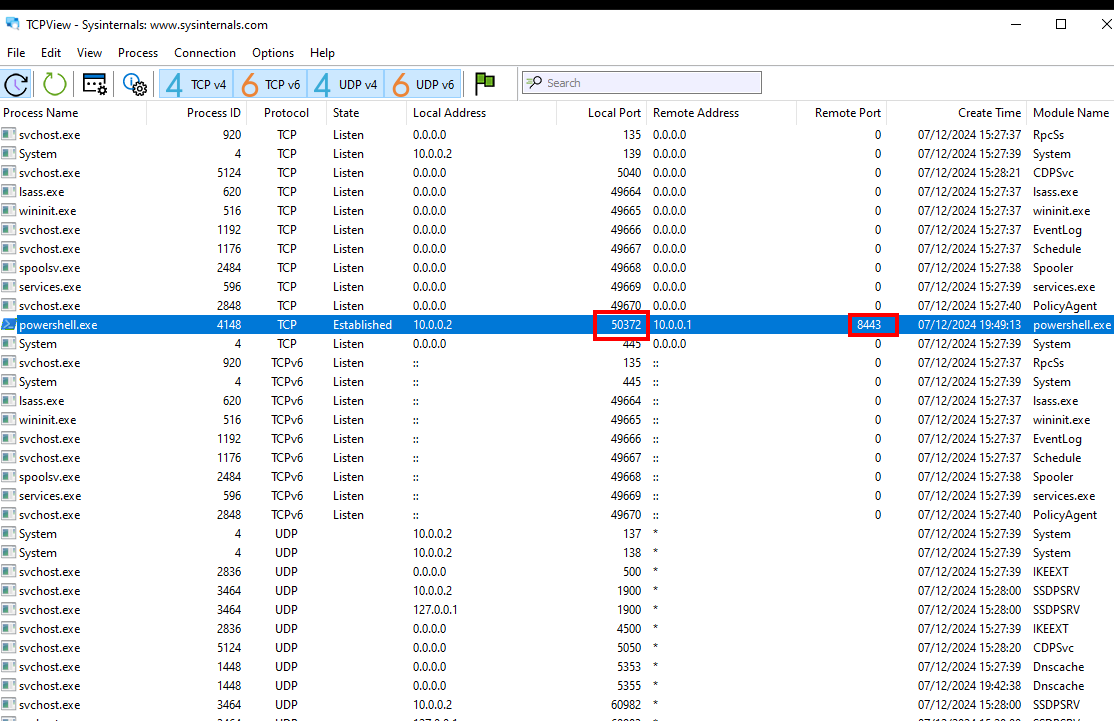 TCPView - Sysinternals: www.sysinternals.com
File Edit View Process Connection Options Help
4 TCP v4 6 TCP v6 4 UDP v4 6 UDP v6 Search
Process Name Process ID Protocol State Local Address Local Port Remote Address Remote Port Create Time Module Name
svchost.exe 920 TCP Listen 0.0.0.0 135 0.0.0.0 0 07/12/2024 15:27:37 RpcSs
System 4 TCP Listen 10.0.0.2 139 0.0.0.0 0 07/12/2024 15:27:39 System
svchost.exe 5124 TCP Listen 0.0.0.0 5040 0.0.0.0 0 07/12/2024 15:28:21 CDPSvc
lsass.exe 620 TCP Listen 0.0.0.0 49664 0.0.0.0 0 07/12/2024 15:27:37 lsass.exe
wininit.exe 516 TCP Listen 0.0.0.0 49665 0.0.0.0 0 07/12/2024 15:27:37 wininit.exe
svchost.exe 1192 TCP Listen 0.0.0.0 49666 0.0.0.0 0 07/12/2024 15:27:37 EventLog
svchost.exe 1176 TCP Listen 0.0.0.0 49667 0.0.0.0 0 07/12/2024 15:27:37 Schedule
spoolsv.exe 2484 TCP Listen 0.0.0.0 49668 0.0.0.0 0 07/12/2024 15:27:38 Spooler
services.exe 596 TCP Listen 0.0.0.0 49669 0.0.0.0 0 07/12/2024 15:27:39 services.exe
svchost.exe 2848 TCP Listen 0.0.0.0 49670 0.0.0.0 0 07/12/2024 15:27:40 PolicyAgent
powershell.exe 4148 TCP Established 10.0.0.2 50372 10.0.0.1 8443 07/12/2024 19:49:13 powershell.exe
System 4 TCP Listen 0.0.0.0 445 0.0.0.0 0 07/12/2024 15:27:39 System
svchost.exe 920 TCPv6 Listen :: 135 :: 0 07/12/2024 15:27:37 RpcSs
System 4 TCPv6 Listen :: 445 :: 0 07/12/2024 15:27:39 System
lsass.exe 620 TCPv6 Listen :: 49664 :: 0 07/12/2024 15:27:37 lsass.exe
wininit.exe 516 TCPv6 Listen :: 49665 :: 0 07/12/2024 15:27:37 wininit.exe
svchost.exe 1192 TCPv6 Listen :: 49666 :: 0 07/12/2024 15:27:37 EventLog
svchost.exe 1176 TCPv6 Listen :: 49667 :: 0 07/12/2024 15:27:37 Schedule
spoolsv.exe 2484 TCPv6 Listen :: 49668 :: 0 07/12/2024 15:27:38 Spooler
services.exe 596 TCPv6 Listen :: 49669 :: 0 07/12/2024 15:27:39 services.exe
svchost.exe 2848 TCPv6 Listen :: 49670 :: 0 07/12/2024 15:27:40 PolicyAgent
System 4 UDP 10.0.0.2 137 * 07/12/2024 15:27:39 System
System 4 UDP 10.0.0.2 138 * 07/12/2024 15:27:39 System
svchost.exe 2836 UDP 0.0.0.0 500 * 07/12/2024 15:27:39 IKEEXT
svchost.exe 3464 UDP 10.0.0.2 1900 * 07/12/2024 15:28:00 SSDPSRV
svchost.exe 3464 UDP 127.0.0.1 1900 * 07/12/2024 15:28:00 SSDPSRV
svchost.exe 2836 UDP 0.0.0.0 4500 * 07/12/2024 15:27:39 IKEEXT
svchost.exe 5124 UDP 0.0.0.0 5050 * 07/12/2024 15:28:20 CDPSvc
svchost.exe 1448 UDP 0.0.0.0 5353 * 07/12/2024 15:27:39 Dnscache
svchost.exe 1448 UDP 0.0.0.0 5355 * 07/12/2024 19:42:38 Dnscache
svchost.exe 3464 UDP 10.0.0.2 60982 * 07/12/2024 15:28:00 SSDPSRV